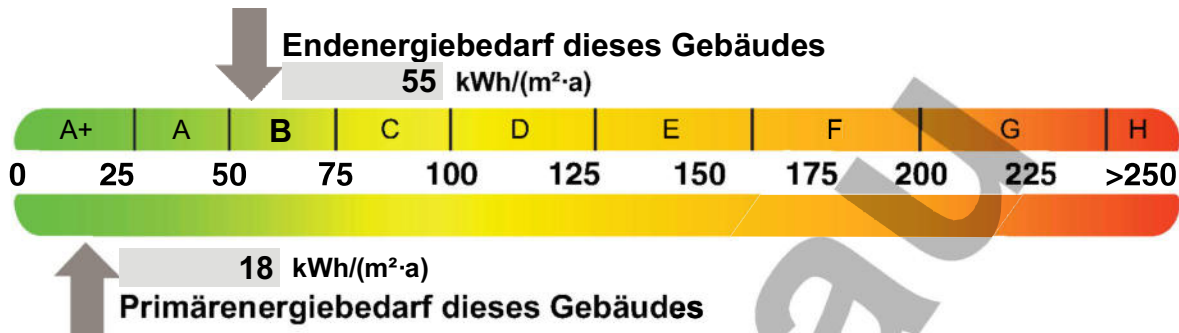 Endenergiebedarf dieses Gebäudes
55 kWh/(m²·a)
A+ A B C D E F G H
0 25 50 75 100 125 150 175 200 225 >250
18 kWh/(m²·a)
Primärenergiebedarf dieses Gebäudes
au